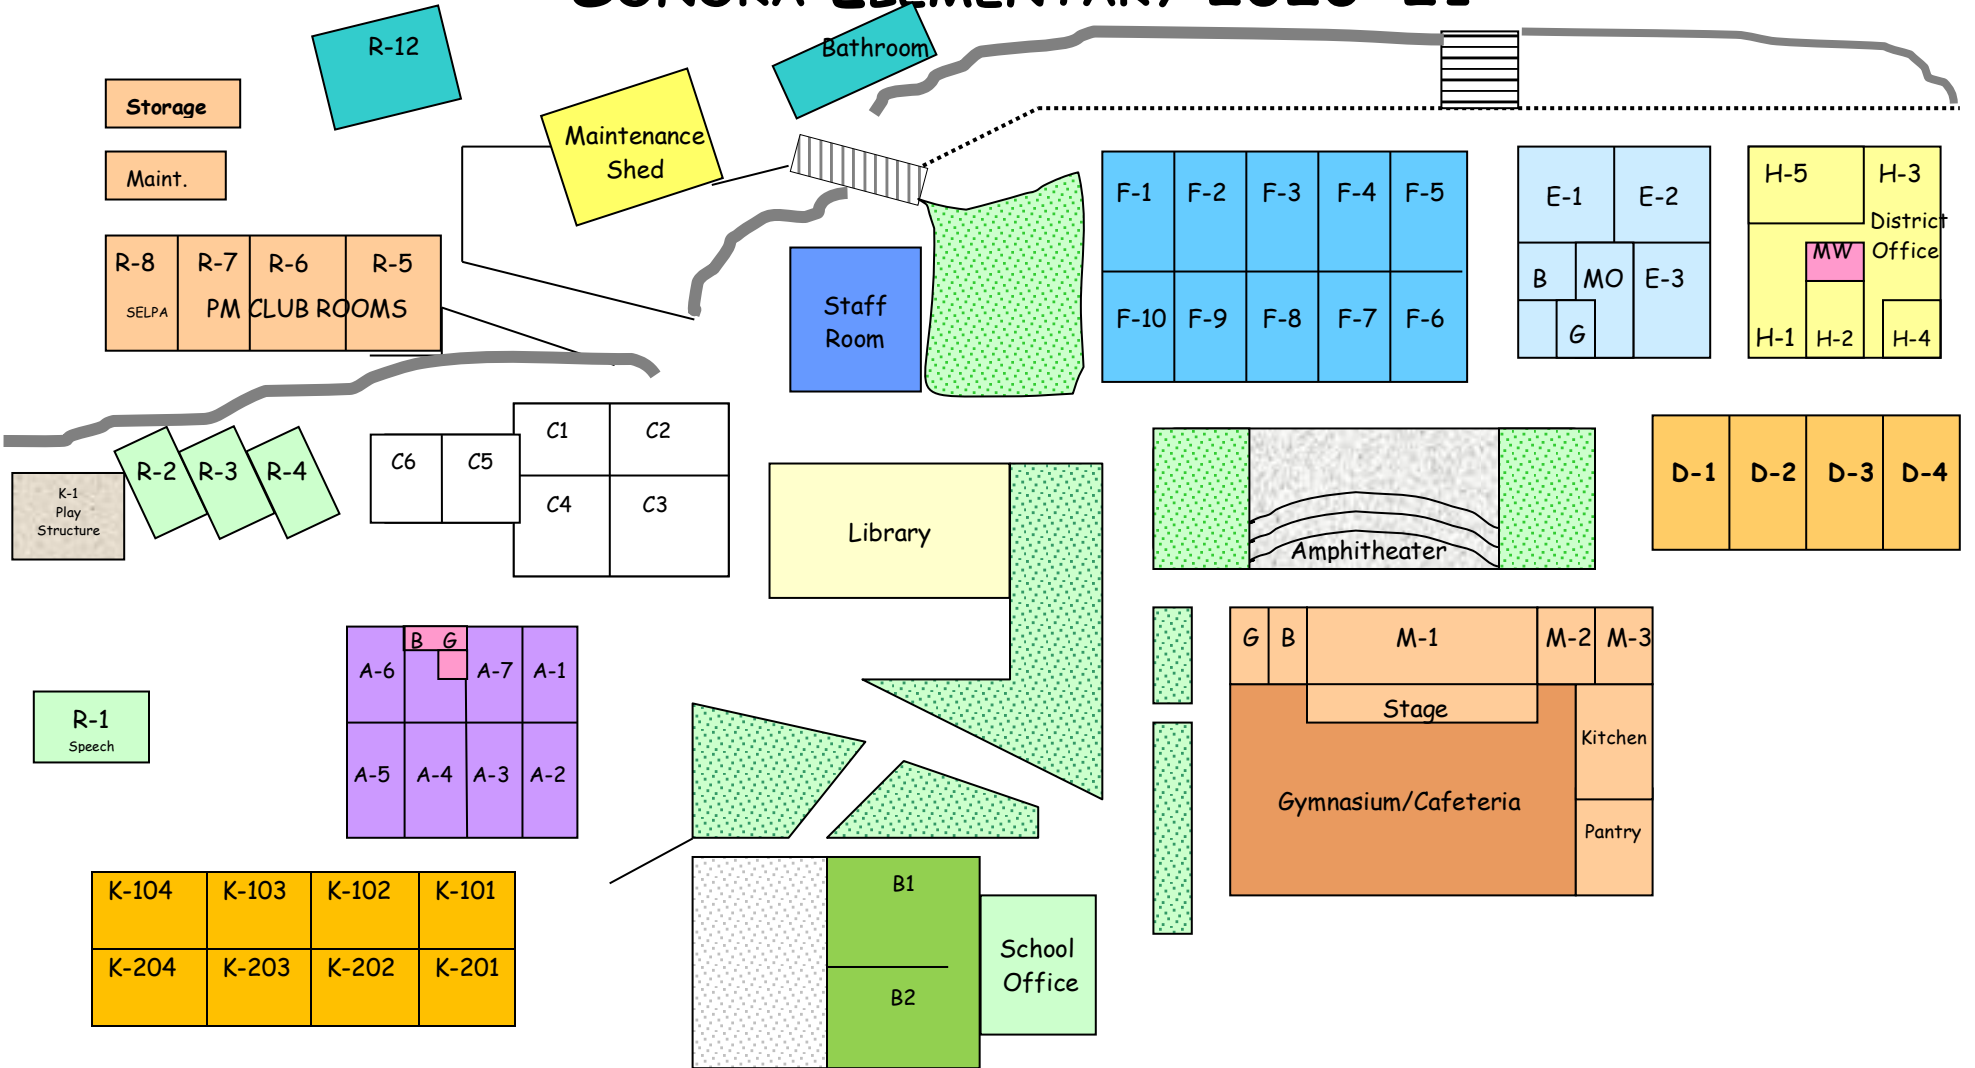 SONORA ELEMENTARY 2020-21
R-12
Bathroom
Storage
Maintenance
Shed
Maint.
R-8
R-7
R-6
R-5
SELPA
PM CLUB ROOMS
Staff
Room
F-1
F-2
F-3
F-4
F-5
F-10
F-9
F-8
F-7
F-6
E-1
E-2
B
MO
E-3
G
H-5
H-3
District
Office
MW
H-1
H-2
H-4
R-2
R-3
R-4
K-1
Play
Structure
C6
C5
C1
C2
C4
C3
Library
Amphitheater
D-1
D-2
D-3
D-4
B
G
A-6
A-7
A-1
A-5
A-4
A-3
A-2
R-1
Speech
G
B
M-1
M-2
M-3
Stage
Kitchen
Gymnasium/Cafeteria
Pantry
K-104
K-103
K-102
K-101
K-204
K-203
K-202
K-201
B1
B2
School
Office